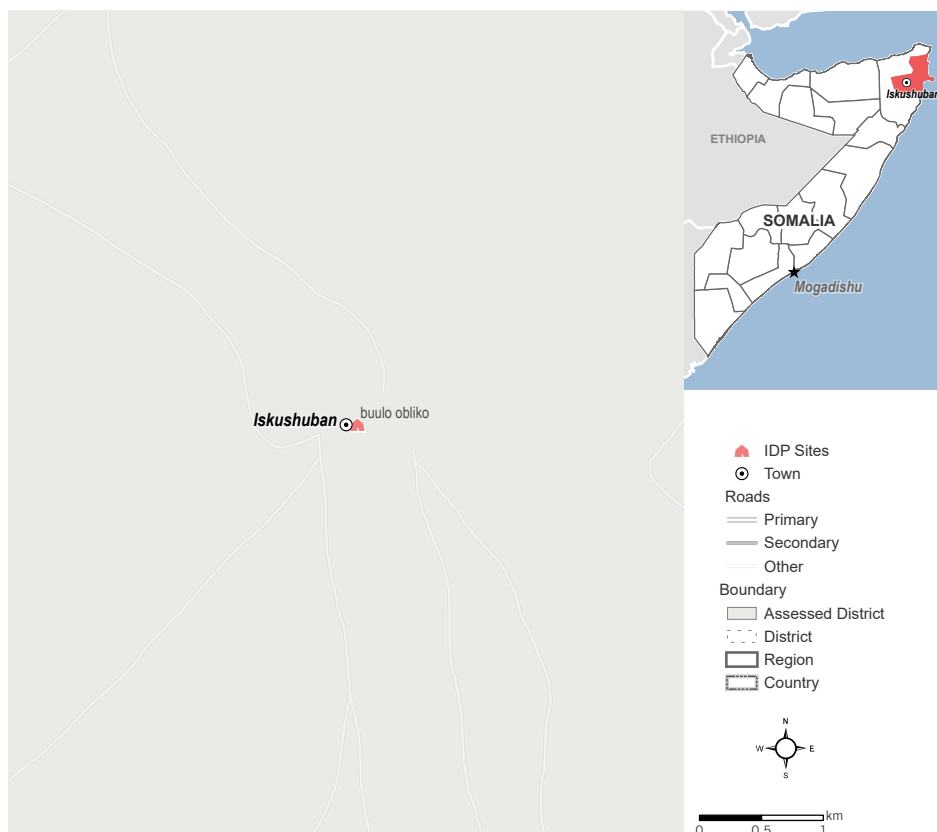 Iskushuban
buulo obliko
ETHIOPIA
Iskushuban
SOMALIA
Mogadishu
IDP Sites
Town
Roads
Primary
Secondary
Other
Boundary
Assessed District
District
Region
Country
N
W E
S
km
0 0.5 1